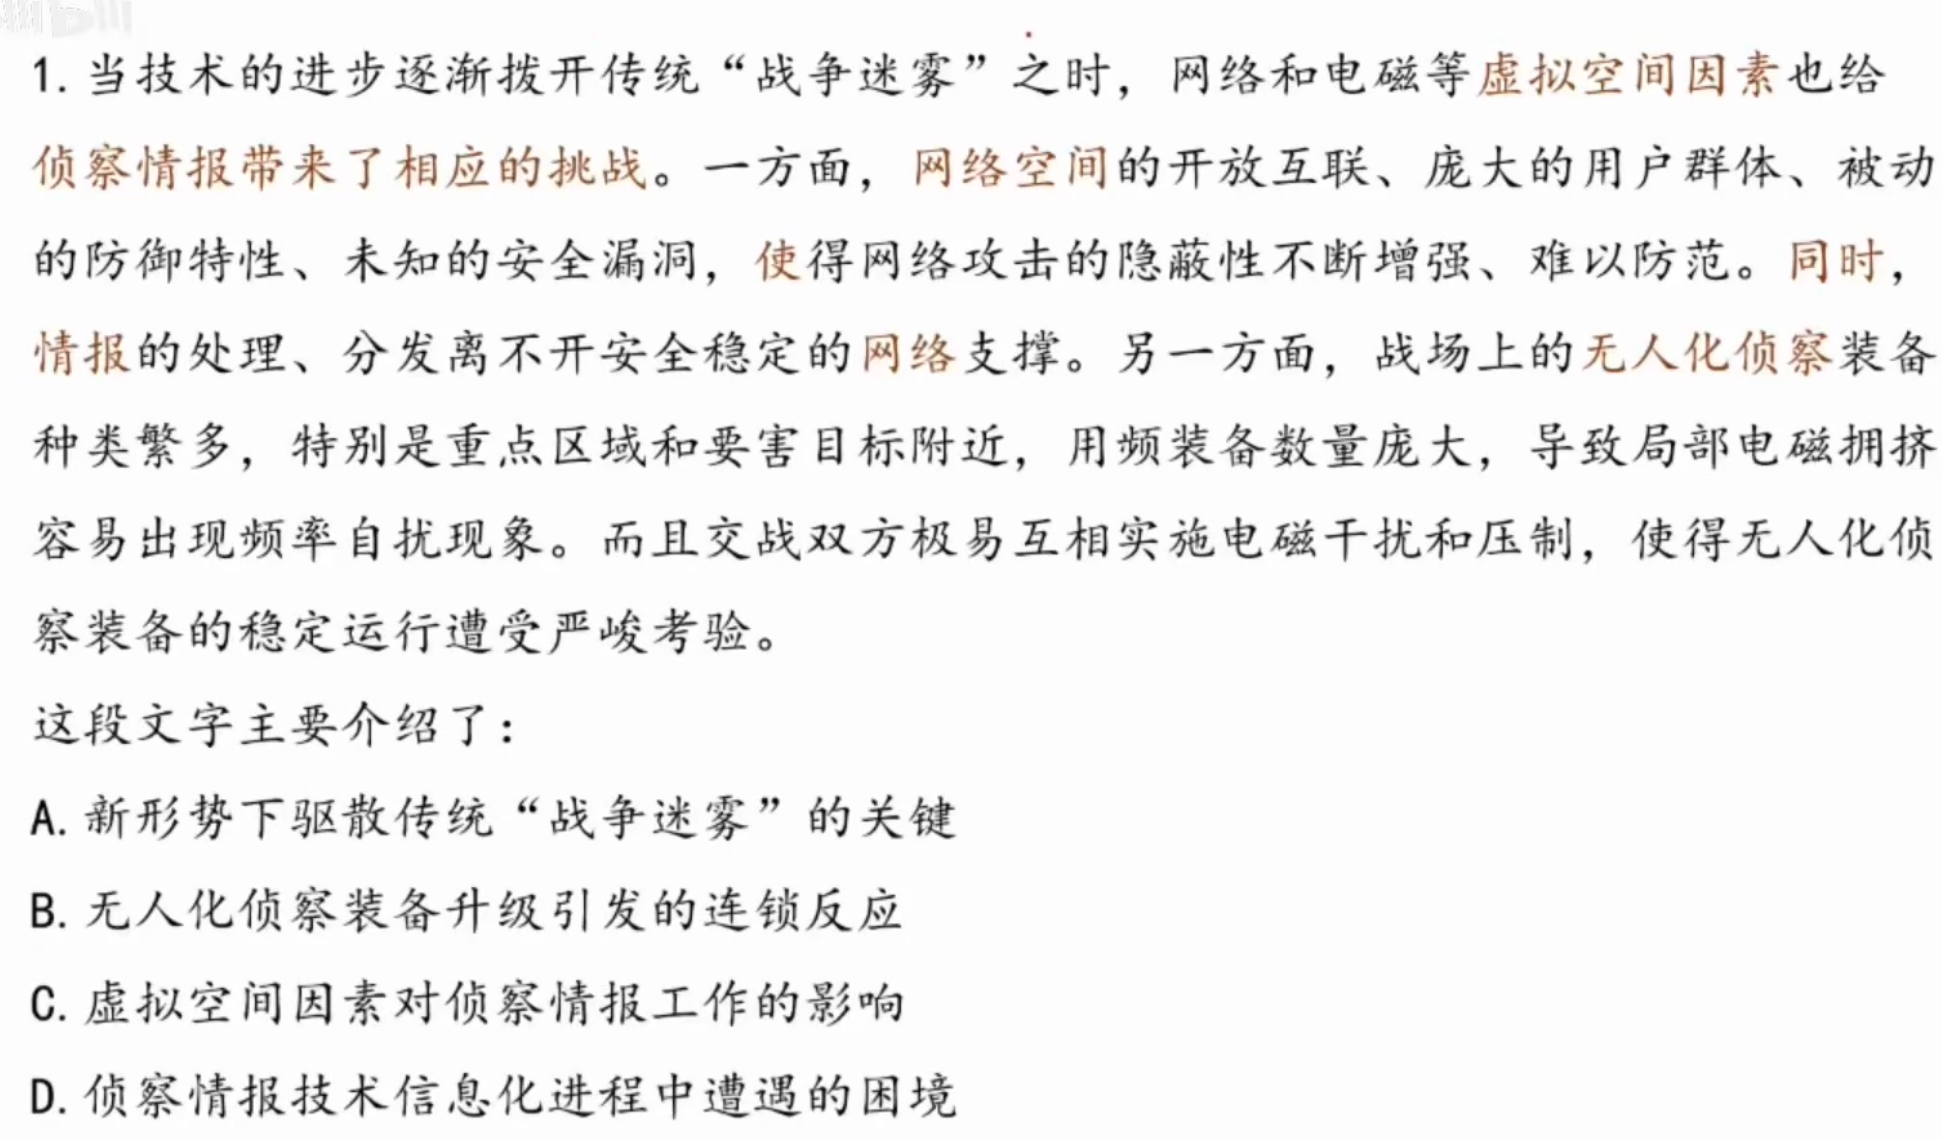 1. 当技术的进步逐渐拨开传统“战争迷雾”之时，网络和电磁等虚拟空间因素也给
侦察情报带来了相应的挑战。一方面，网络空间的开放互联、庞大的用户群体、被动
的防御特性、未知的安全漏洞，使得网络攻击的隐蔽性不断增强、难以防范。同时，
情报的处理、分发离不开安全稳定的网络支撑。另一方面，战场上的无人化侦察装备
种类繁多，特别是重点区域和要害目标附近，用频装备数量庞大，导致局部电磁拥挤
容易出现频率自扰现象。而且交战双方极易互相实施电磁干扰和压制，使得无人化侦
察装备的稳定运行遭受严峻考验。
这段文字主要介绍了：
A. 新形势下驱散传统“战争迷雾”的关键
B. 无人化侦察装备升级引发的连锁反应
C. 虚拟空间因素对侦察情报工作的影响
D. 侦察情报技术信息化进程中遭遇的困境